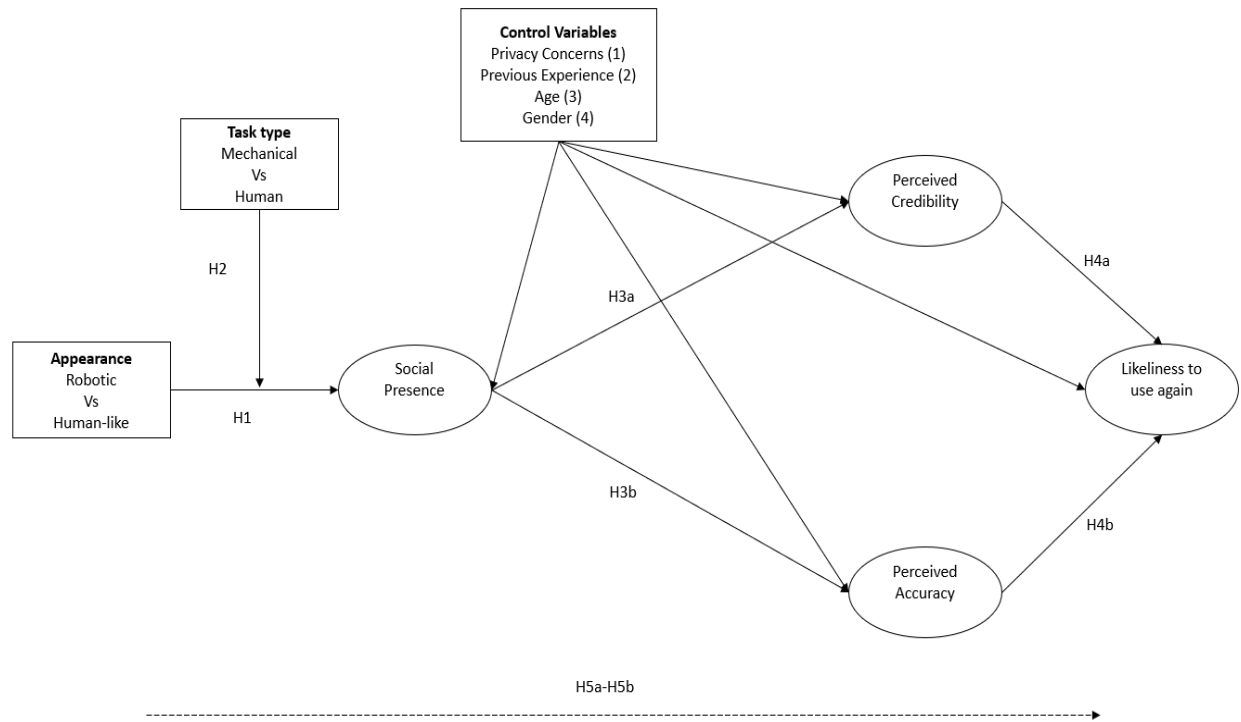 Control Variables
Privacy Concerns (1)
Previous Experience (2)
Age (3)
Gender (4)
Task type
Mechanical
Vs
Human
Perceived
Credibility
H2
H4a
H3a
Appearance
Robotic
Vs
Human-like
H1
Social
Presence
Likeliness to
use again
H3b
H4b
Perceived
Accuracy
H5a-H5b